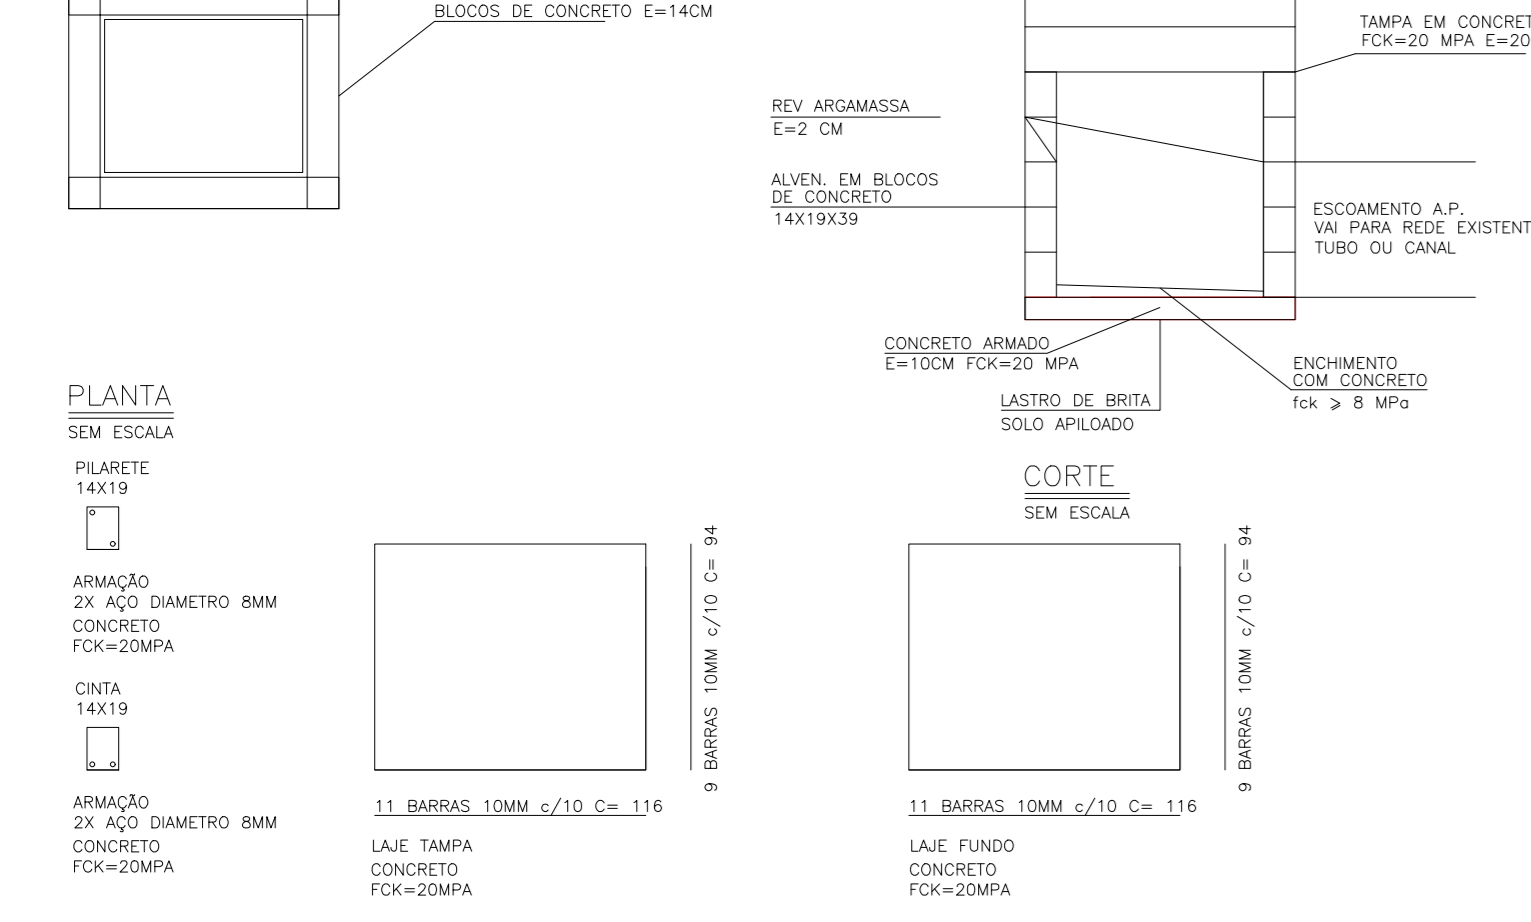 BLOCOS DE CONCRETO E=14CM
TAMPA EM CONCRET
FCK=20 MPA E=20
REV ARGAMASSA
E=2 CM
ALVEN. EM BLOCOS
DE CONCRETO
14X19X39
ESCOAMENTO A.P.
VAI PARA REDE EXISTENT
TUBO OU CANAL
CONCRETO ARMADO
E=10CM FCK=20 MPA
LASTRO DE BRITA
SOLO APILOADO
ENCHIMENTO
COM CONCRETO
fck ⩾ 8 MPa
PLANTA
SEM ESCALA
CORTE
SEM ESCALA
PILARETE
14X19
ARMAÇÃO
2X AÇO DIAMETRO 8MM
CONCRETO
FCK=20MPA
CINTA
14X19
ARMAÇÃO
2X AÇO DIAMETRO 8MM
CONCRETO
FCK=20MPA
9 BARRAS 10MM c/10 C= 94
11 BARRAS 10MM c/10 C= 116
LAJE TAMPA
CONCRETO
FCK=20MPA
9 BARRAS 10MM c/10 C= 94
11 BARRAS 10MM c/10 C= 116
LAJE FUNDO
CONCRETO
FCK=20MPA